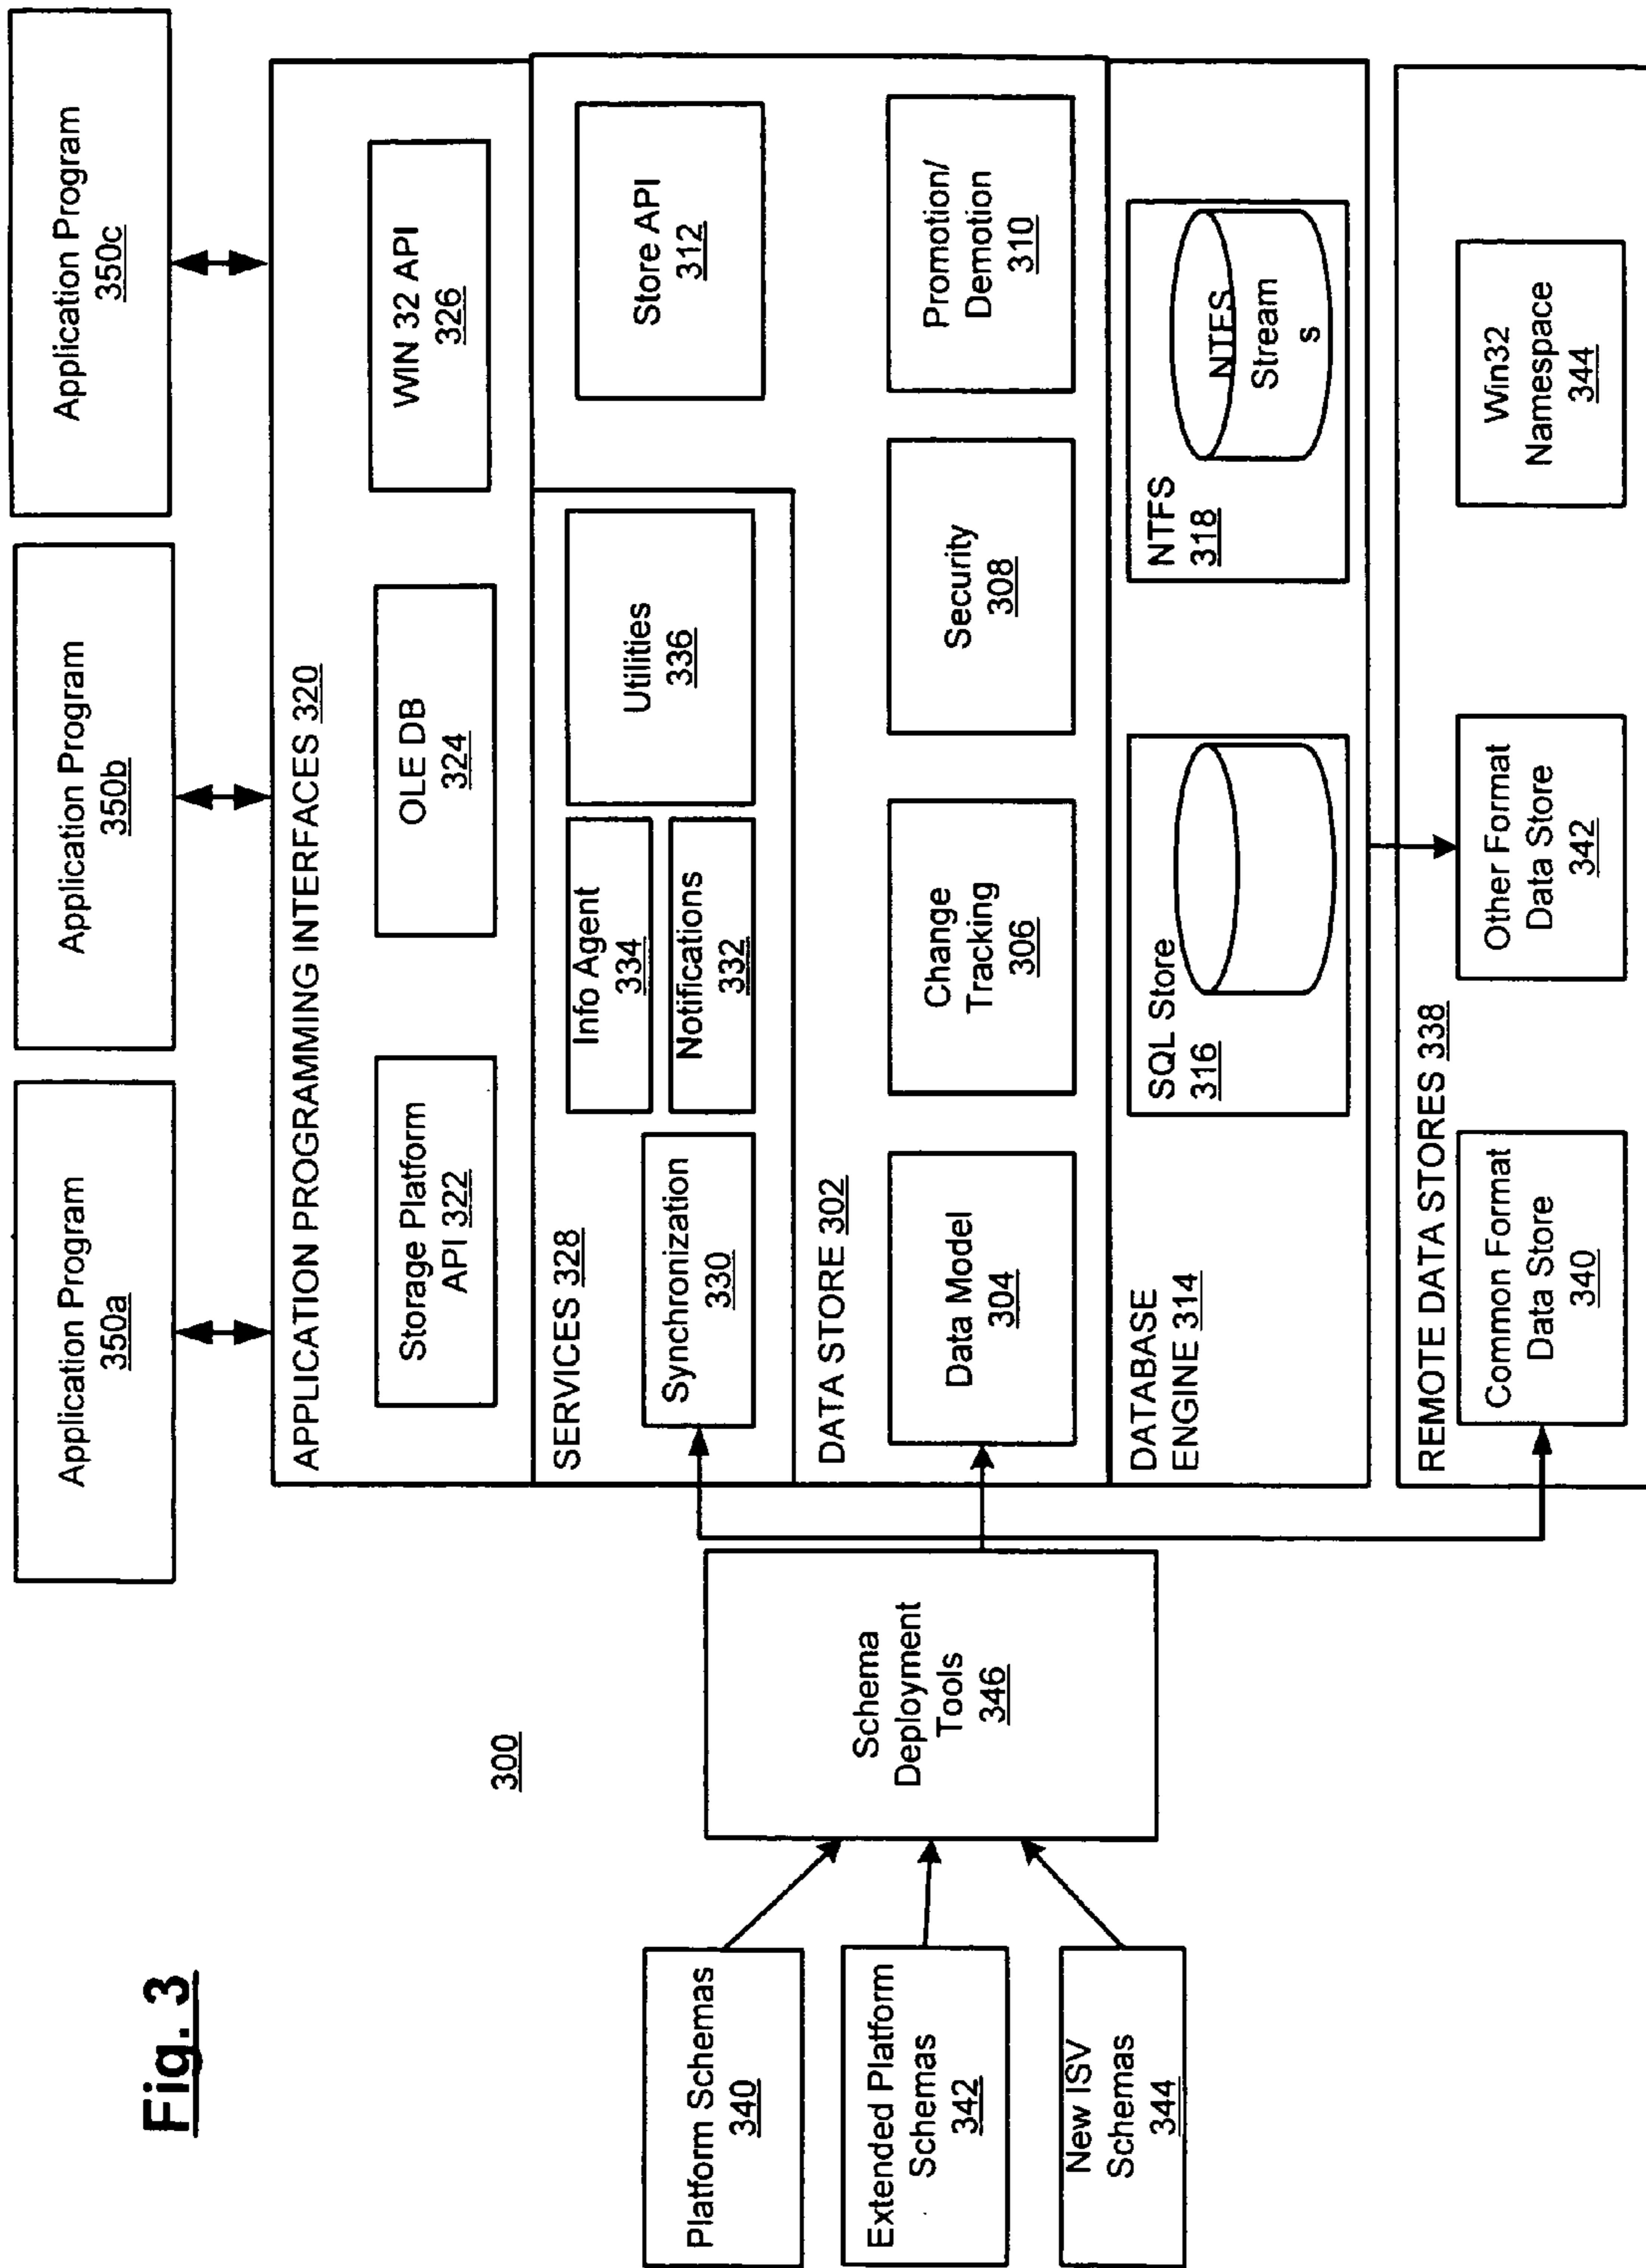 Application Program
350a
Application Program
350b
Application Program
350c
APPLICATION PROGRAMMING INTERFACES 320
Storage Platform
API 322
OLE DB
324
WIN 32 API
326
SERVICES 328
Synchronization
330
Info Agent
334
Notifications
332
Utilities
336
Store API
312
DATA STORE 302
Data Model
304
Change
Tracking
306
Security
308
Promotion/
Demotion
310
DATABASE
ENGINE 314
SQL Store
316
NTFS
318
NTFS
Stream
s
REMOTE DATA STORES 338
Common Format
Data Store
340
Other Format
Data Store
342
Win32
Namespace
344
300
Schema
Deployment
Tools
346
Platform Schemas
340
Extended Platform
Schemas
342
New ISV
Schemas
344
Fig. 3